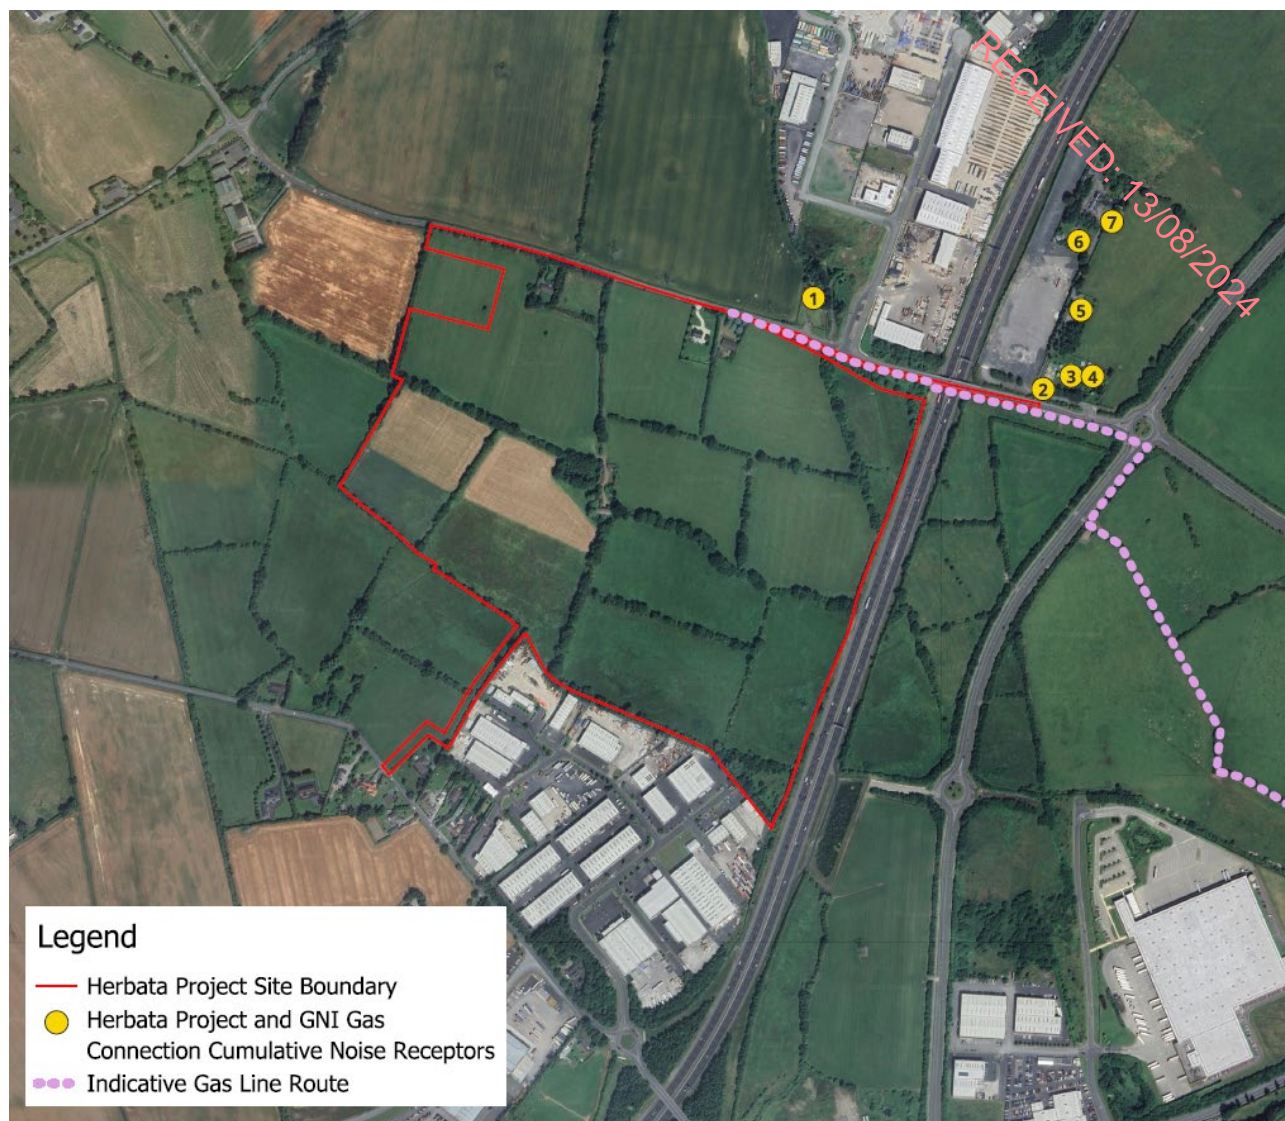 RECEIVED: 13/08/2024
7
6
1
5
3
4
2
Legend
Herbata Project Site Boundary
Herbata Project and GNI Gas
Connection Cumulative Noise Receptors
Indicative Gas Line Route